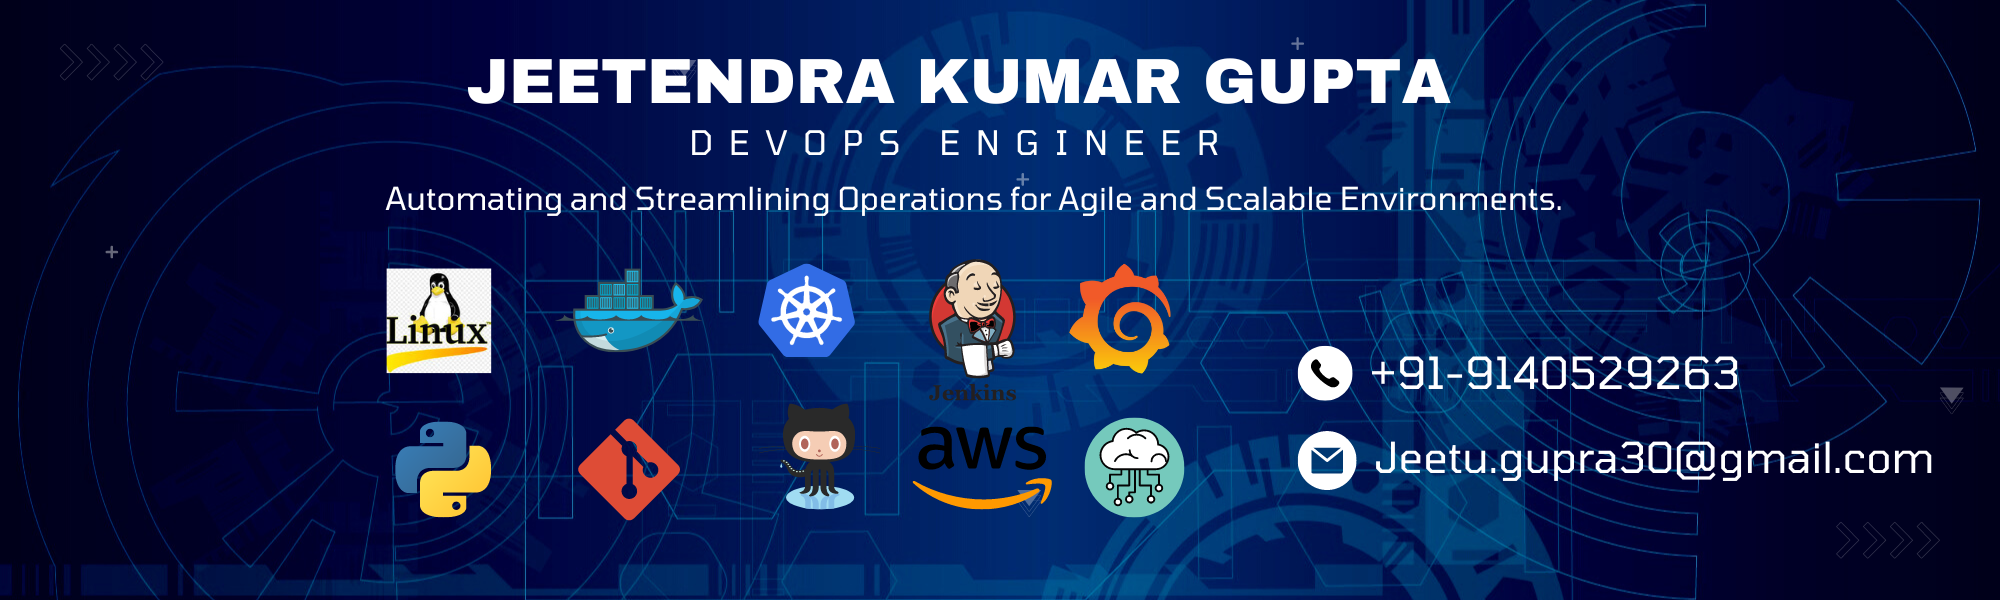 JEETENDRA KUMAR GUPTA
DEVOPS ENGINEER
Automating and Streamlining Operations for Agile and Scalable Environments.
Linux
Jenkins
aws
+91-9140529263
Jeetu.gupra30@gmail.com